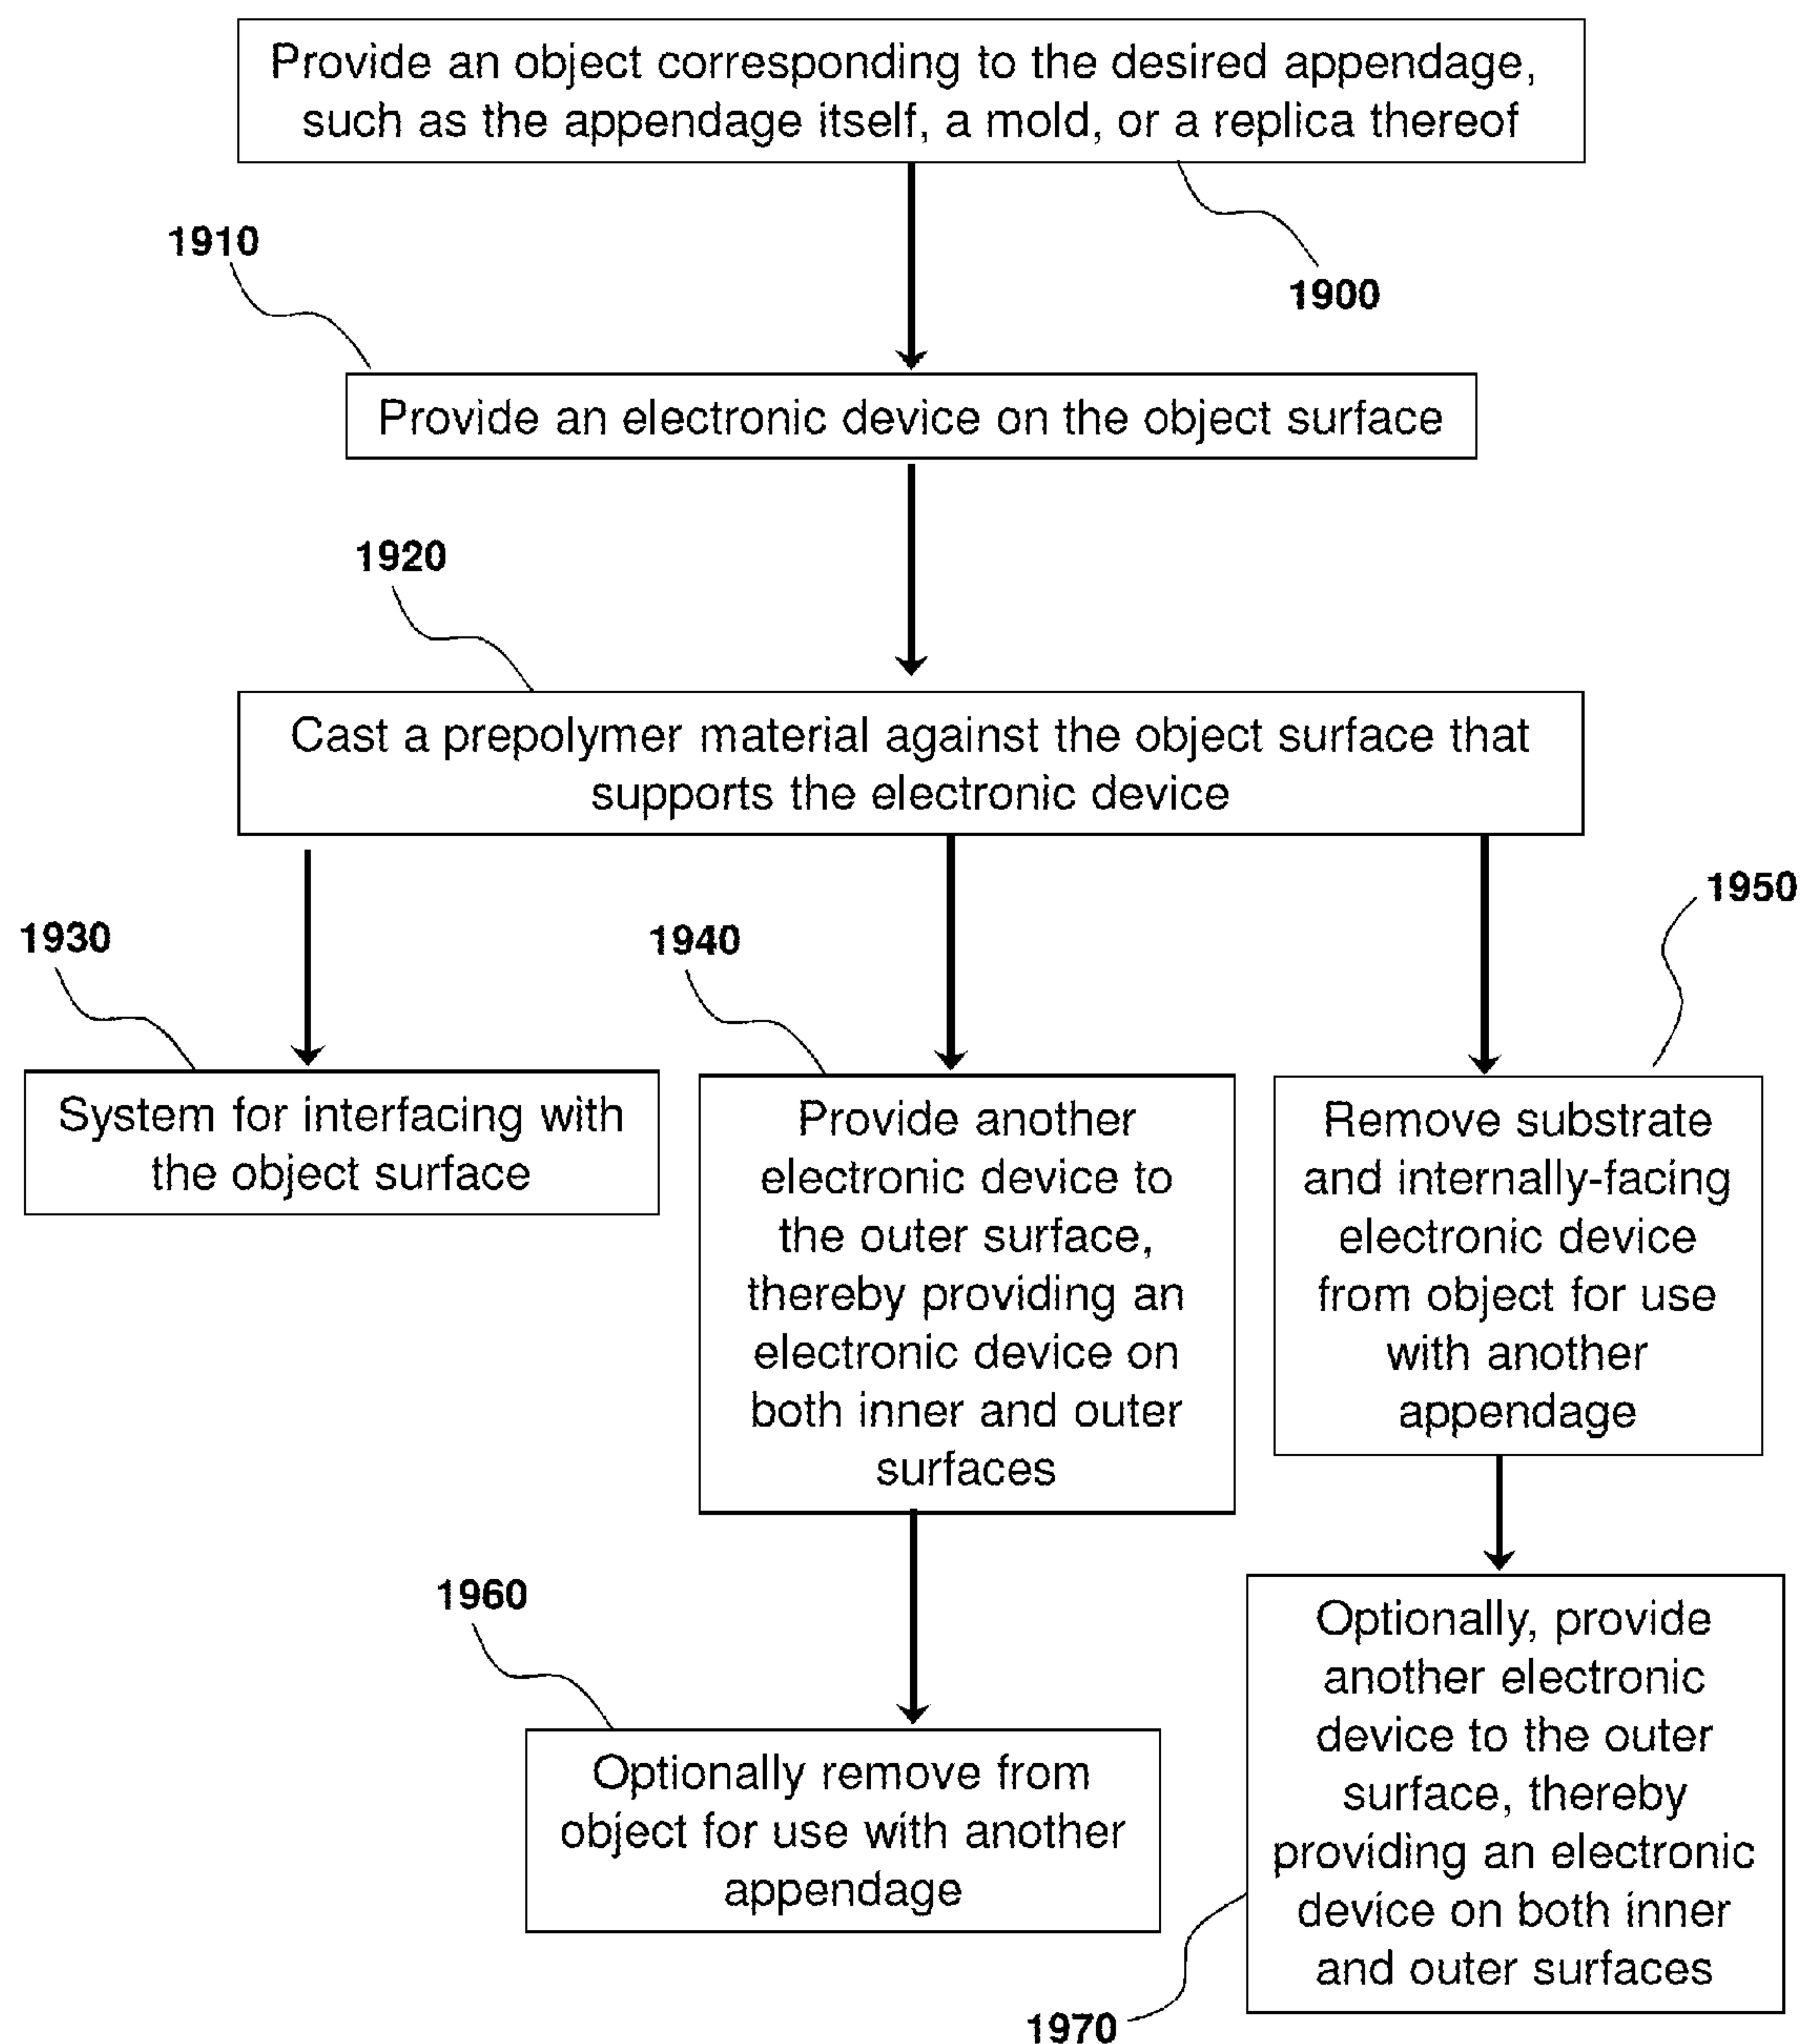 Provide an object corresponding to the desired appendage,
such as the appendage itself, a mold, or a replica thereof
1900
1910
Provide an electronic device on the object surface
1920
Cast a prepolymer material against the object surface that
supports the electronic device
1930
System for interfacing with
the object surface
1940
Provide another
electronic device to
the outer surface,
thereby providing an
electronic device on
both inner and outer
surfaces
1950
Remove substrate
and internally-facing
electronic device
from object for use
with another
appendage
1960
Optionally remove from
object for use with another
appendage
Optionally, provide
another electronic
device to the outer
surface, thereby
providing an electronic
device on both inner
and outer surfaces
1970